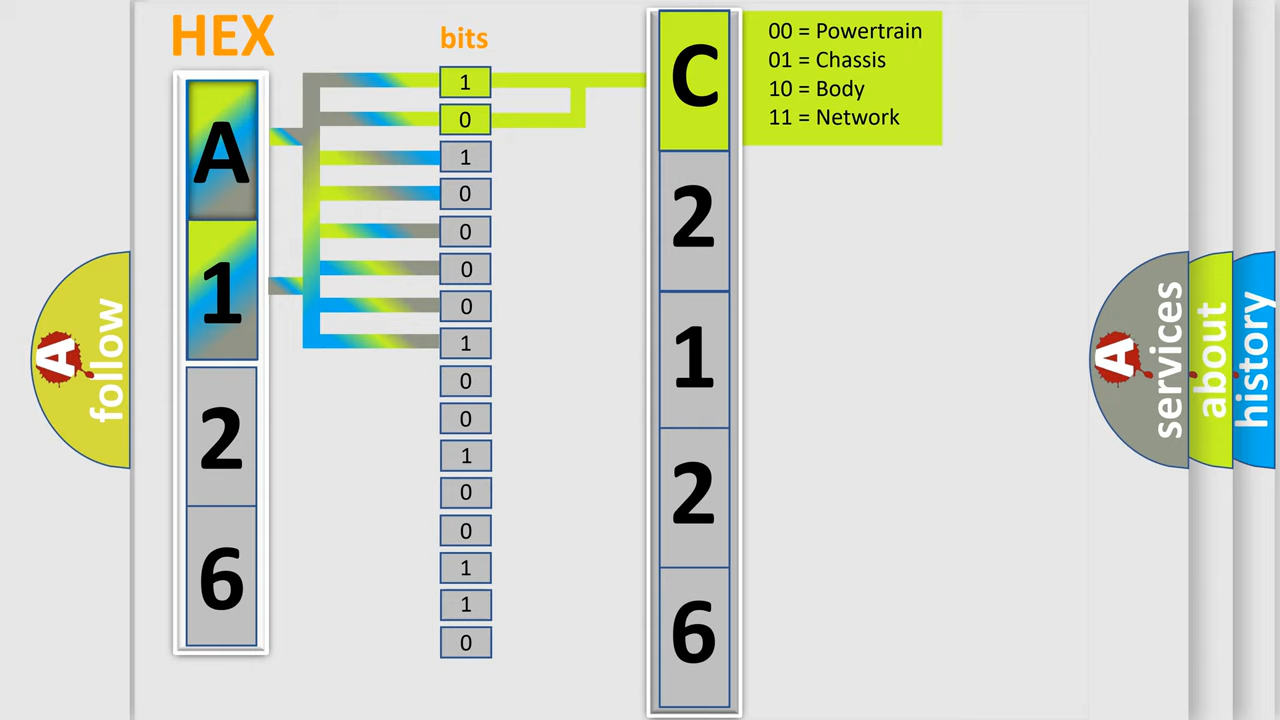 HEX
bits
A
1
2
6
1
0
1
0
0
0
0
1
0
0
1
0
0
1
1
0
C
2
1
2
6
00 = Powertrain
01 = Chassis
10 = Body
11 = Network
A
follow
A
services
about
history